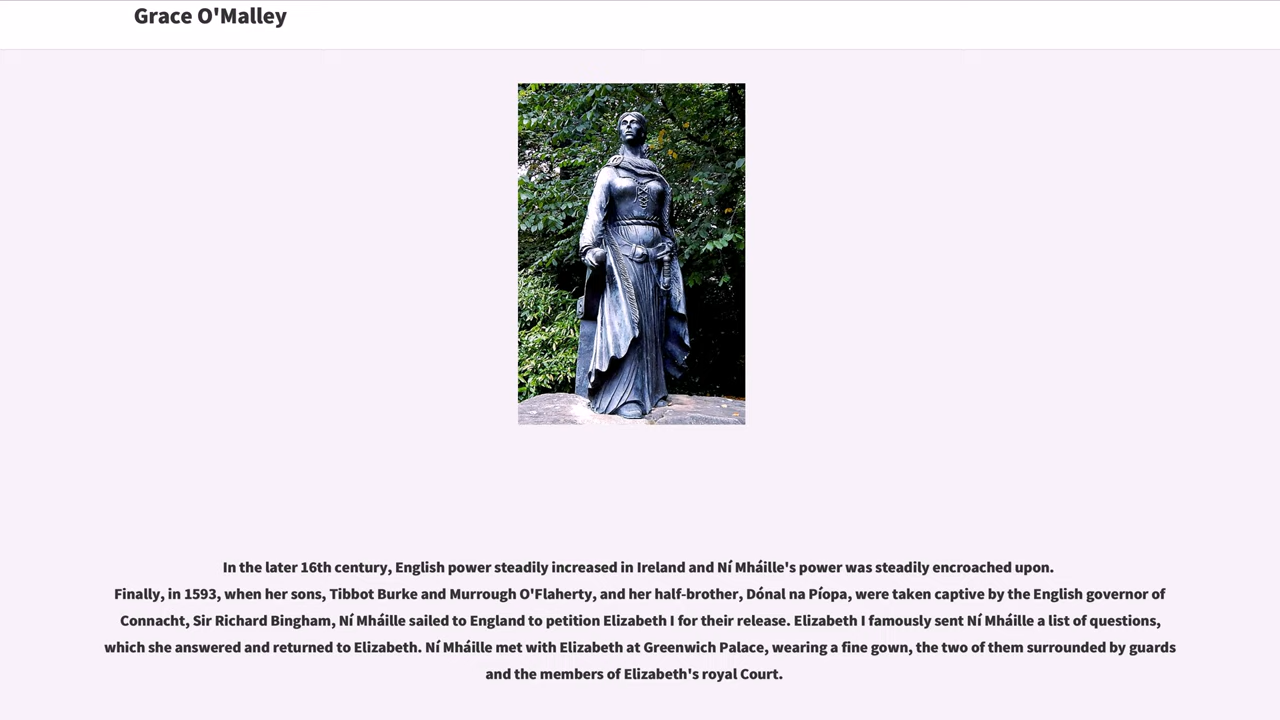 Grace O'Malley
In the later 16th century, English power steadily increased in Ireland and Ní Mháille's power was steadily encroached upon.
Finally, in 1593, when her sons, Tibbot Burke and Murrough O'Flaherty, and her half-brother, Dónal na Píopa, were taken captive by the English governor of
Connacht, Sir Richard Bingham, Ní Mháille sailed to England to petition Elizabeth I for their release. Elizabeth I famously sent Ní Mháille a list of questions,
which she answered and returned to Elizabeth. Ní Mháille met with Elizabeth at Greenwich Palace, wearing a fine gown, the two of them surrounded by guards
and the members of Elizabeth's royal Court.